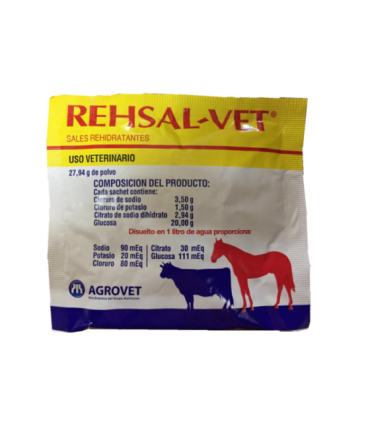 REHSAL-VET®
SALES REHIDRATANTES
USO VETERINARIO
27,94 g de polvo
COMPOSICION DEL PRODUCTO:
Cada sachet contiene:
Cloruro de sodio 3,50 g
Cloruro de potasio 1,50 g
Citrato de sodio dihidrato 2,94 g
Glucosa 20,00 g
Disuelto en 1 litro de agua proporciona:
Sodio 90 mEq Citrato 30 mEq
Potasio 20 mEq Glucosa 111 mEq
Cloruro 80 mEq
AGROVET